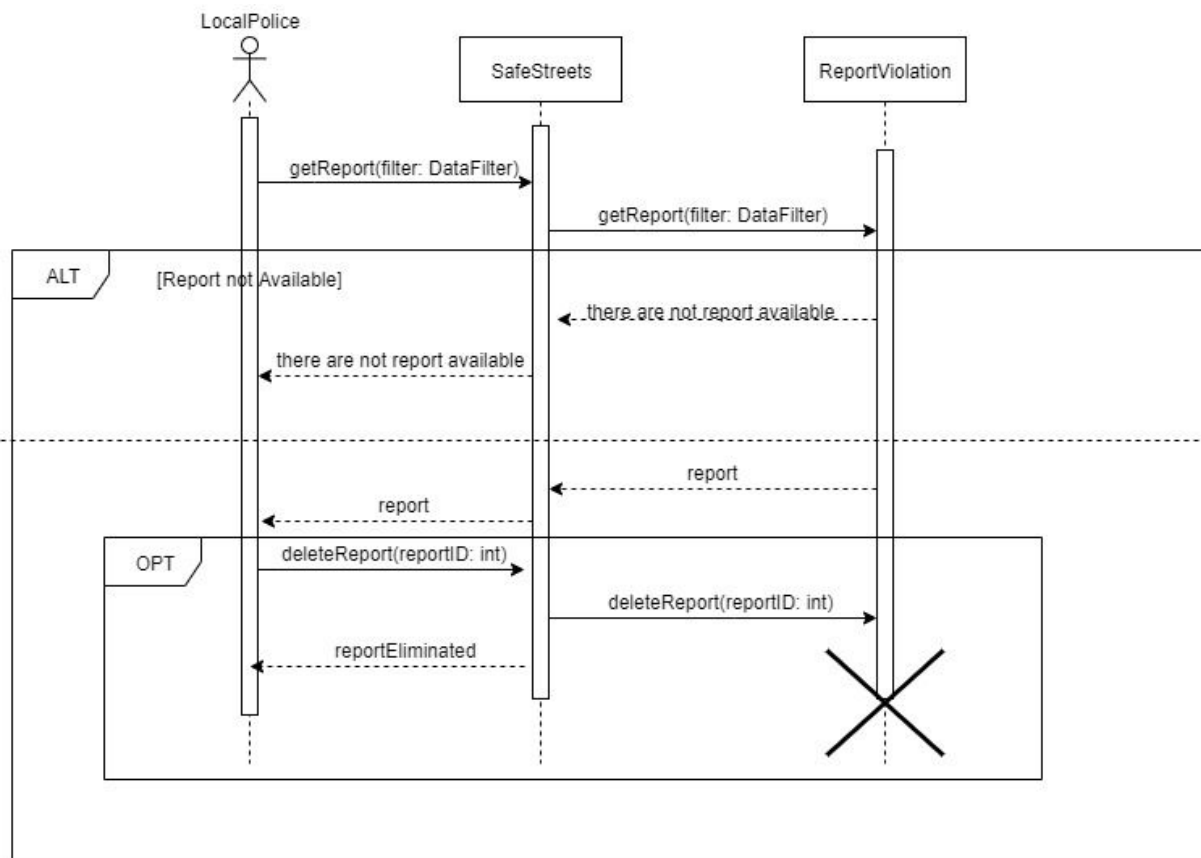 LocalPolice
SafeStreets
ReportViolation
getReport(filter: DataFilter)
getReport(filter: DataFilter)
ALT
[Report not Available]
there are not report available
there are not report available
report
report
OPT
deleteReport(reportID: int)
deleteReport(reportID: int)
reportEliminated